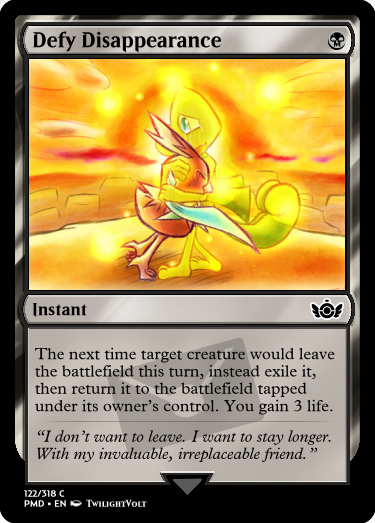 Defy Disappearance
Instant
The next time target creature would leave
the battlefield this turn, instead exile it,
then return it to the battlefield tapped
under its owner's control. You gain 3 life.
"I don't want to leave. I want to stay longer.
With my invaluable, irreplaceable friend."
122/318 C
PMD • EN TwilightVolt